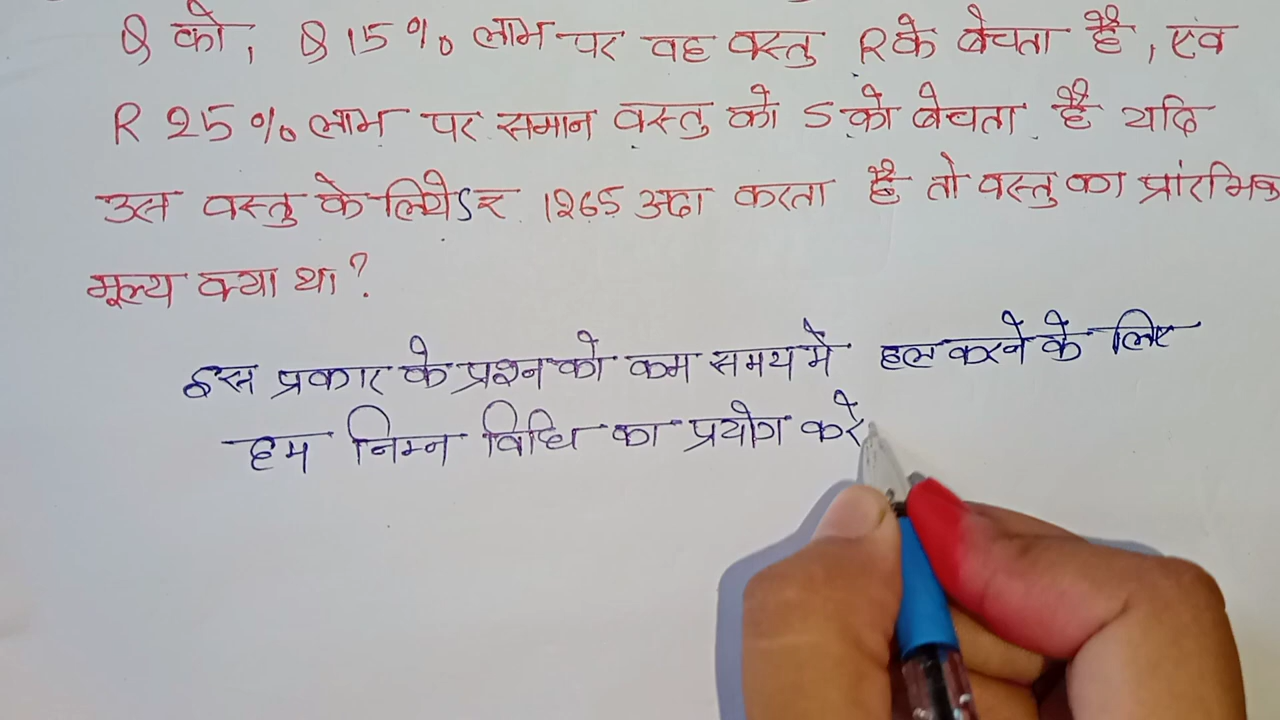 Q को, Q 15% लाभ पर वह वस्तु R के बेचता है, एवं
R 25% लाभ पर समान वस्तु को S को बेचता है यदि
उस वस्तु के लिये S ₹ 1265 अदा करता है तो वस्तु का प्रांरभिक
मूल्य क्या था?
इस प्रकार के प्रश्न को कम समय में हल करने के लिए
हम निम्न विधि का प्रयोग करे